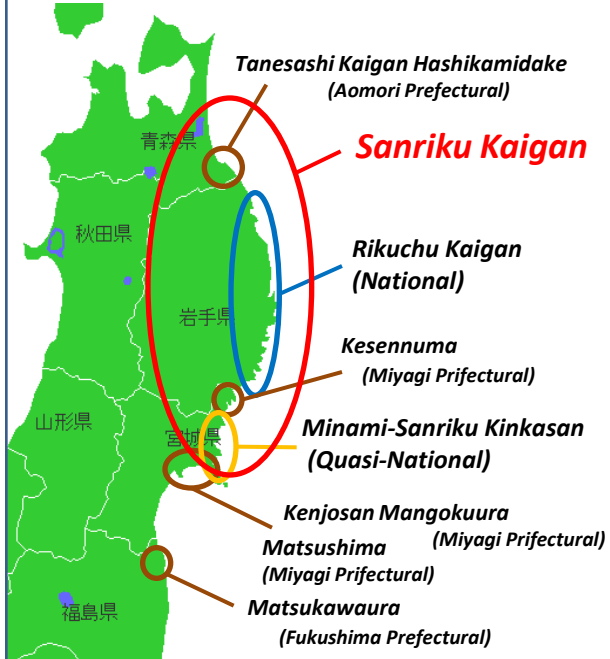 Tanesashi Kaigan Hashikamidake
(Aomori Prefectural)
青森県
Sanriku Kaigan
秋田県
Rikuchu Kaigan
(National)
岩手県
Kesennuma
(Miyagi Prifectural)
山形県
宮城県
Minami-Sanriku Kinkasan
(Quasi-National)
Kenjosan Mangokuura
(Miyagi Prifectural)
Matsushima
(Miyagi Prifectural)
Matsukawaura
福島県
(Fukushima Prefectural)